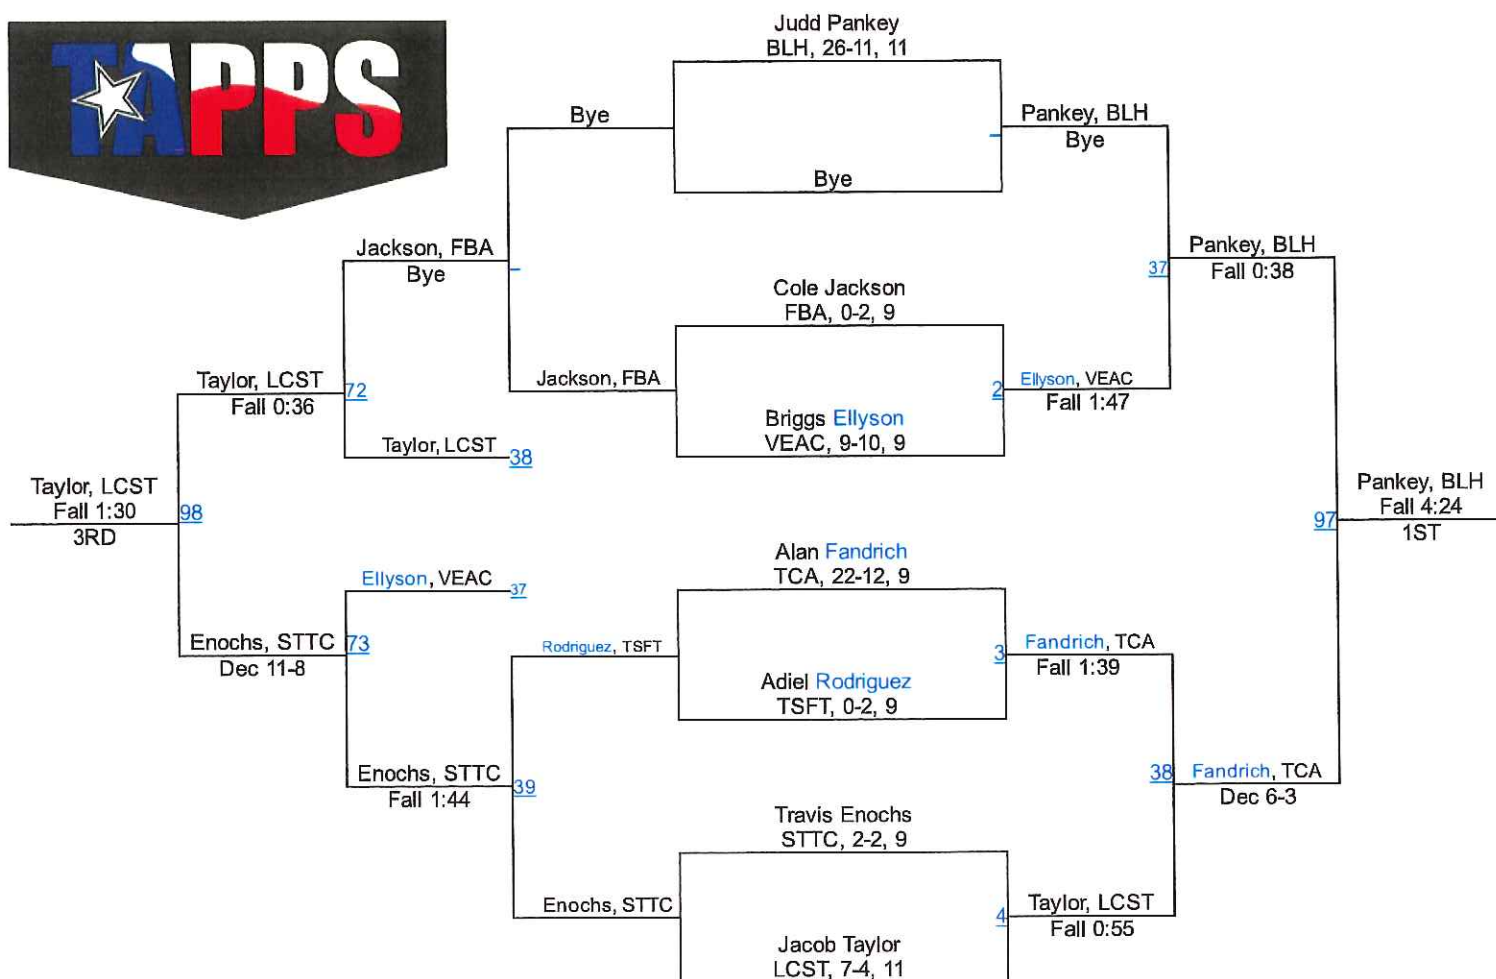 TAPPS
Judd Pankey
BLH, 26-11, 11
Bye
Pankey, BLH
Bye
Bye
Jackson, FBA
Bye
Pankey, BLH
37
Fall 0:38
Cole Jackson
FBA, 0-2, 9
Taylor, LCST
72
Fall 0:36
Jackson, FBA
2
Ellyson, VEAC
Fall 1:47
Briggs Ellyson
VEAC, 9-10, 9
Taylor, LCST
38
Taylor, LCST
Fall 1:30
98
3RD
Pankey, BLH
Fall 4:24
97
1ST
Alan Fandrich
TCA, 22-12, 9
Ellyson, VEAC
37
Enochs, STTC
73
Dec 11-8
Rodriguez, TSFT
3
Fandrich, TCA
Fall 1:39
Adiel Rodriguez
TSFT, 0-2, 9
Enochs, STTC
39
Fall 1:44
38
Fandrich, TCA
Dec 6-3
Travis Enochs
STTC, 2-2, 9
Enochs, STTC
4
Taylor, LCST
Fall 0:55
Jacob Taylor
LCST, 7-4, 11